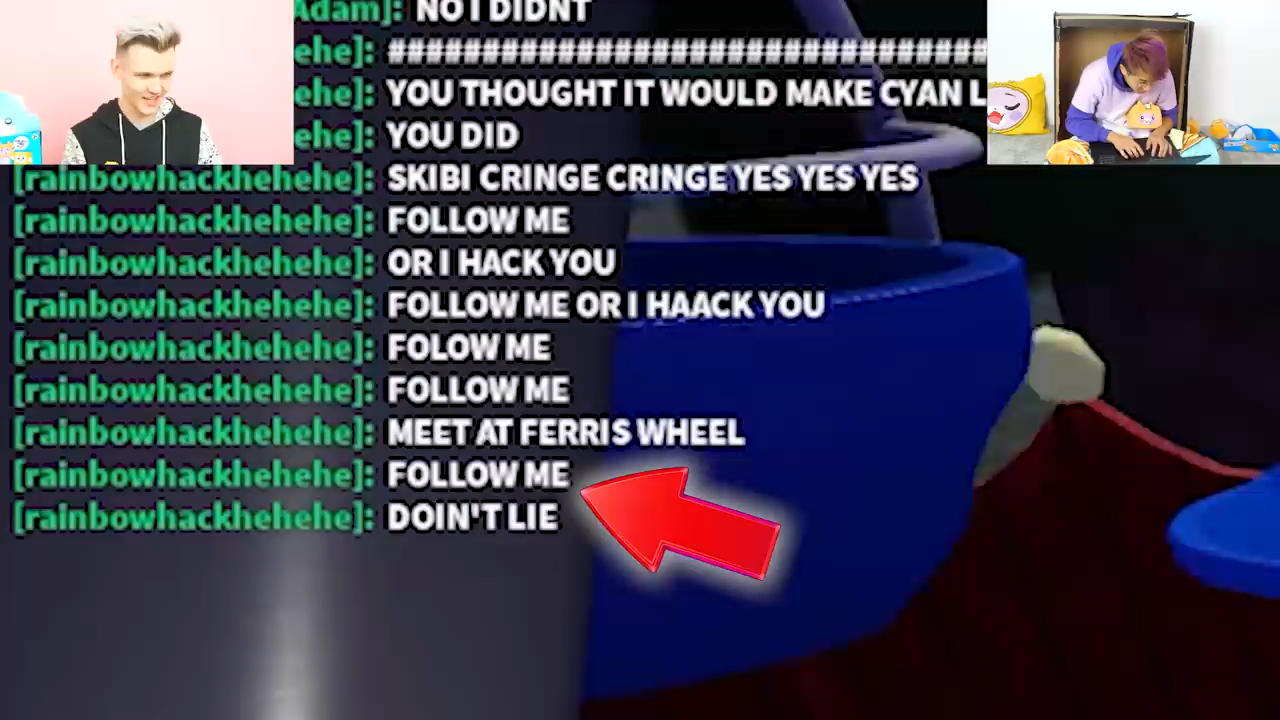 Adam]: NO I DIDNT
ehe]: ################################
ehe]: YOU THOUGHT IT WOULD MAKE CYAN L
ehe]: YOU DID
[rainbowhackhehehe]: SKIBI CRINGE CRINGE YES YES YES
[rainbowhackhehehe]: FOLLOW ME
[rainbowhackhehehe]: OR I HACK YOU
[rainbowhackhehehe]: FOLLOW ME OR I HAACK YOU
[rainbowhackhehehe]: FOLOW ME
[rainbowhackhehehe]: FOLLOW ME
[rainbowhackhehehe]: MEET AT FERRIS WHEEL
[rainbowhackhehehe]: FOLLOW ME
[rainbowhackhehehe]: DOIN'T LIE